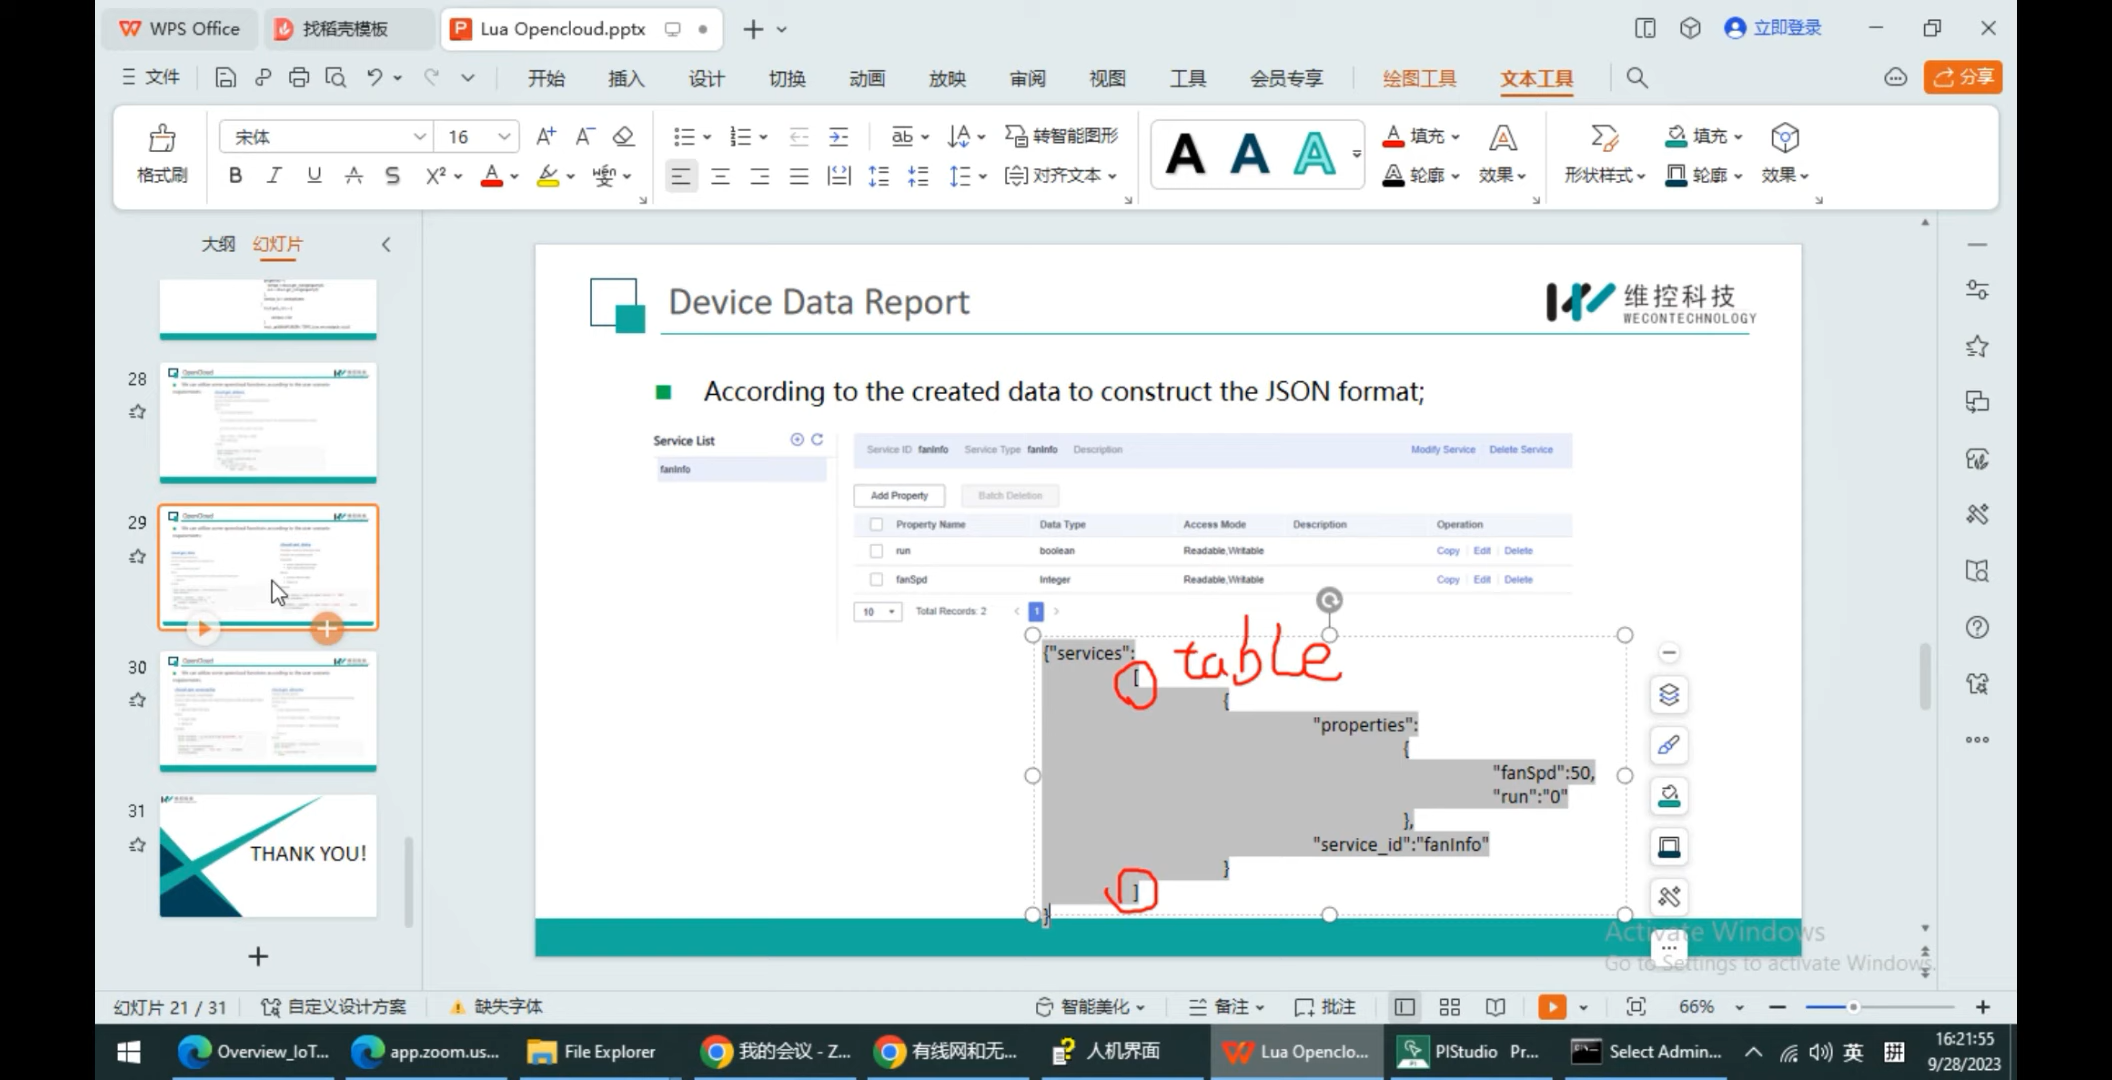 WPS Office
找稻壳模板
Lua Opencloud.pptx
立即登录
文件
开始
插入
设计
切换
动画
放映
审阅
视图
工具
会员专享
绘图工具
文本工具
分享
格式刷
宋体
16
转智能图形
对齐文本
填充
轮廓
效果
形状样式
填充
轮廓
效果
大纲
幻灯片
28
OpenCloud
29
OpenCloud
30
OpenCloud
31
THANK YOU!
Device Data Report
维控科技
WECONTECHNOLOGY
According to the created data to construct the JSON format;
Service List
fanInfo
Service ID fanInfo Service Type fanInfo Description
Modify Service Delete Service
Add Property Batch Deletion
Property Name Data Type Access Mode Description Operation
run boolean Readable,Writable Copy Edit Delete
fanSpd Integer Readable,Writable Copy Edit Delete
10 Total Records: 2 < 1 >
table
{"services":
[
{
"properties":
{
"fanSpd":50,
"run":"0"
},
"service_id":"fanInfo"
}
]
}
Activate Windows
Go to Settings to activate Windows.
幻灯片 21 / 31
自定义设计方案
缺失字体
智能美化
备注
批注
66%
Overview_IoT...
app.zoom.us...
File Explorer
我的会议 - Z...
有线网和无...
人机界面
Lua Openclo...
PIStudio Pr...
Select Admin...
英
拼
16:21:55
9/28/2023